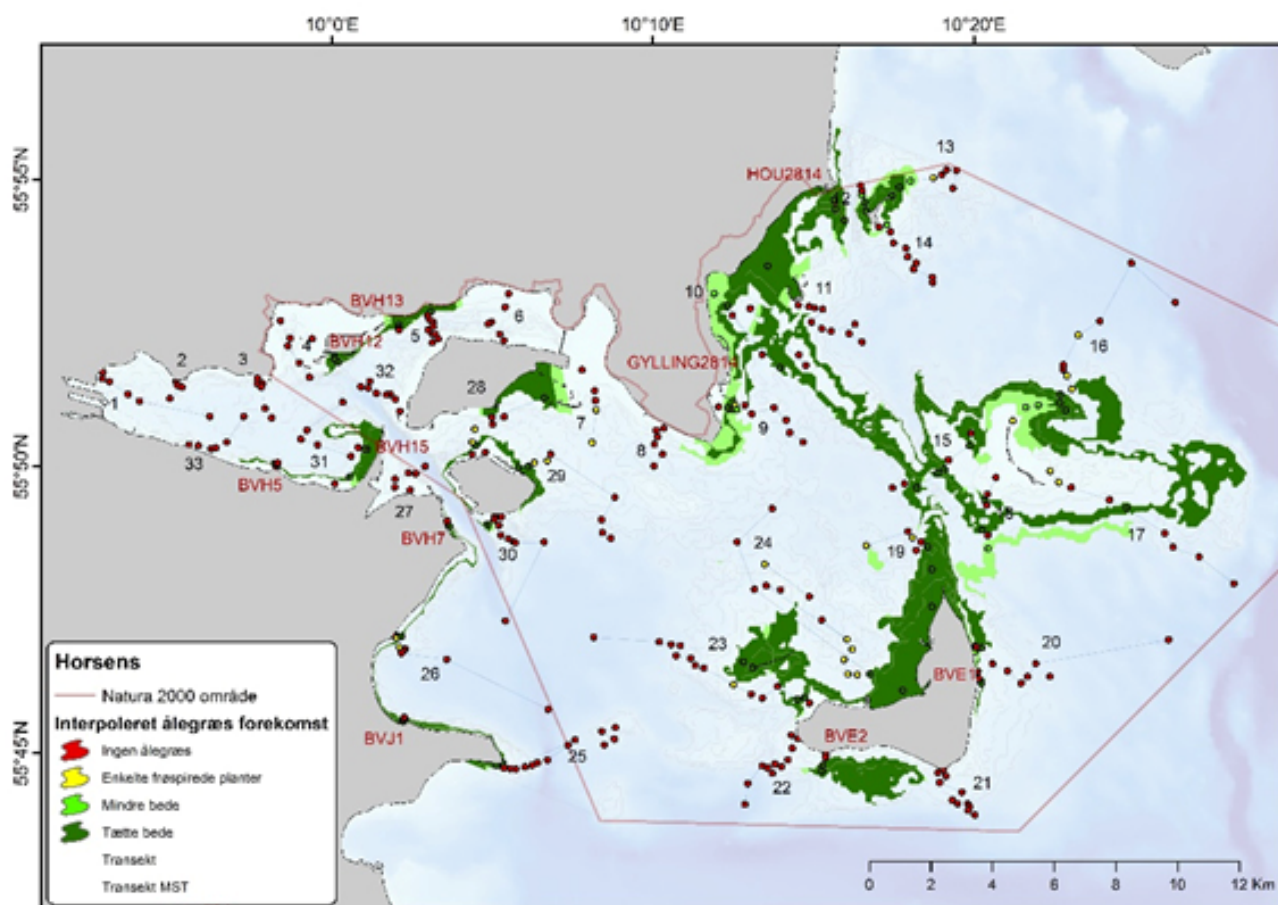 10°0'E 10°10'E 10°20'E
55°55'N
55°50'N
55°45'N
13
HOU2814
12
14
10
11
BVH13
6
BVH12
5
4
GYLLING2814
16
2
3
32
28
1
7
9
15
8
BVH15
33
31
29
BVH5
27
18
17
BVH7
30
24
19
23
20
26
BVE1
BVJ1
25
BVE2
22
21
Horsens
Natura 2000 område
Interpoleret ålegræs forekomst
Ingen ålegræs
Enkelte frøspirede planter
Mindre bede
Tætte bede
Transekt
Transekt MST
0 2 4 6 8 10 12 Km